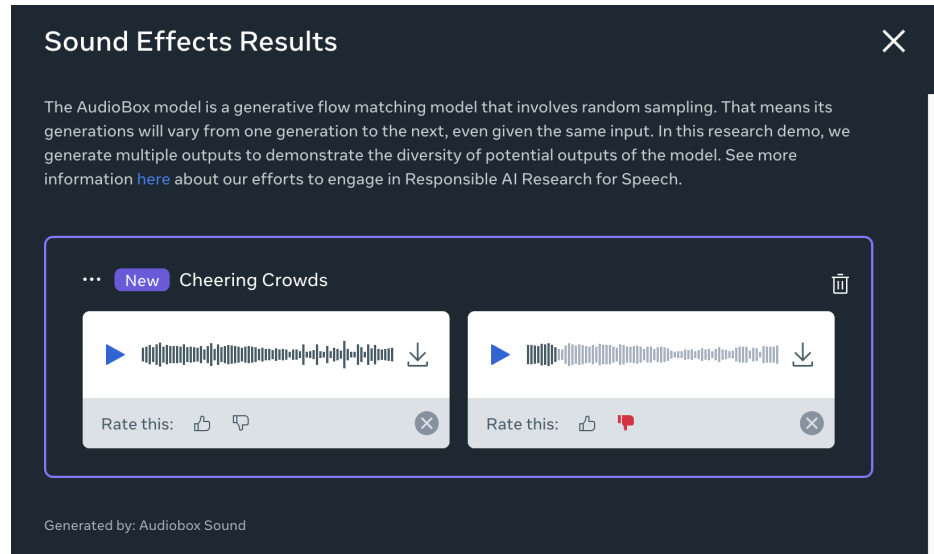 Sound Effects Results
The AudioBox model is a generative flow matching model that involves random sampling. That means its
generations will vary from one generation to the next, even given the same input. In this research demo, we
generate multiple outputs to demonstrate the diversity of potential outputs of the model. See more
information here about our efforts to engage in Responsible AI Research for Speech.
New Cheering Crowds
Rate this:
Rate this:
Generated by: Audiobox Sound